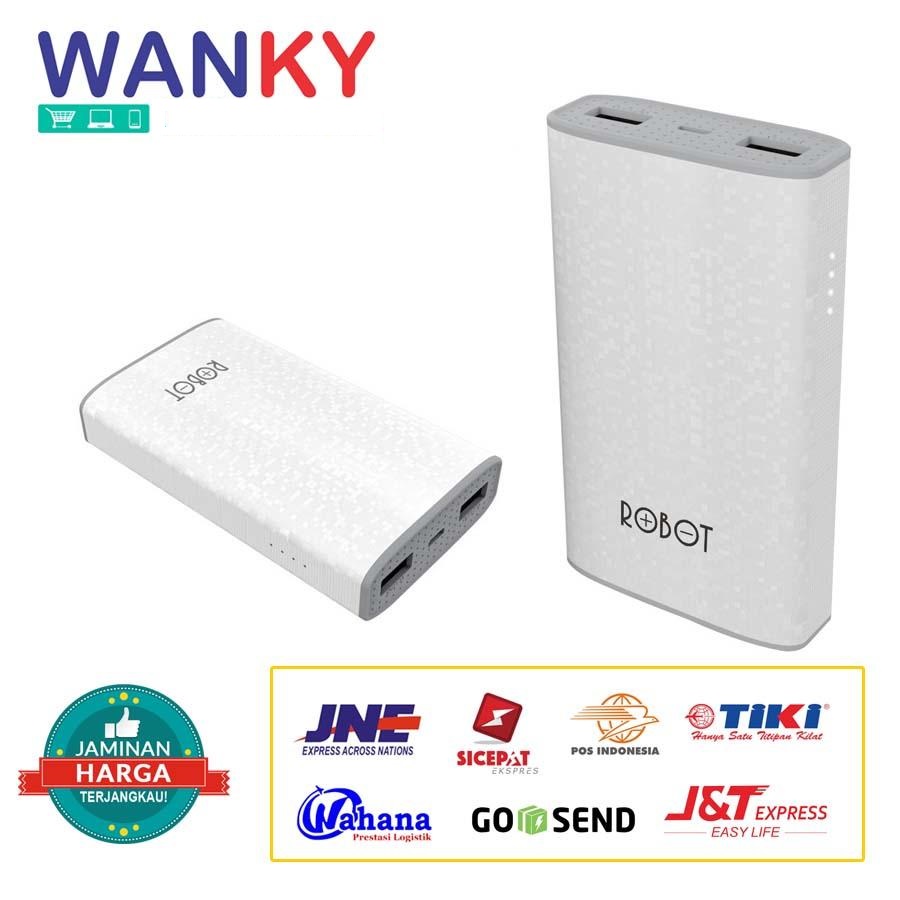 WANKY
ROBOT
ROBOT
JAMINAN
HARGA
TERJANGKAU!
JNE
EXPRESS ACROSS NATIONS
SICEPAT
EKSPRES
POS INDONESIA
TIKI®
Hanya Satu Titipan Kilat
Wahana
Prestasi Logistik
GO SEND
J&T EXPRESS
EASY LIFE